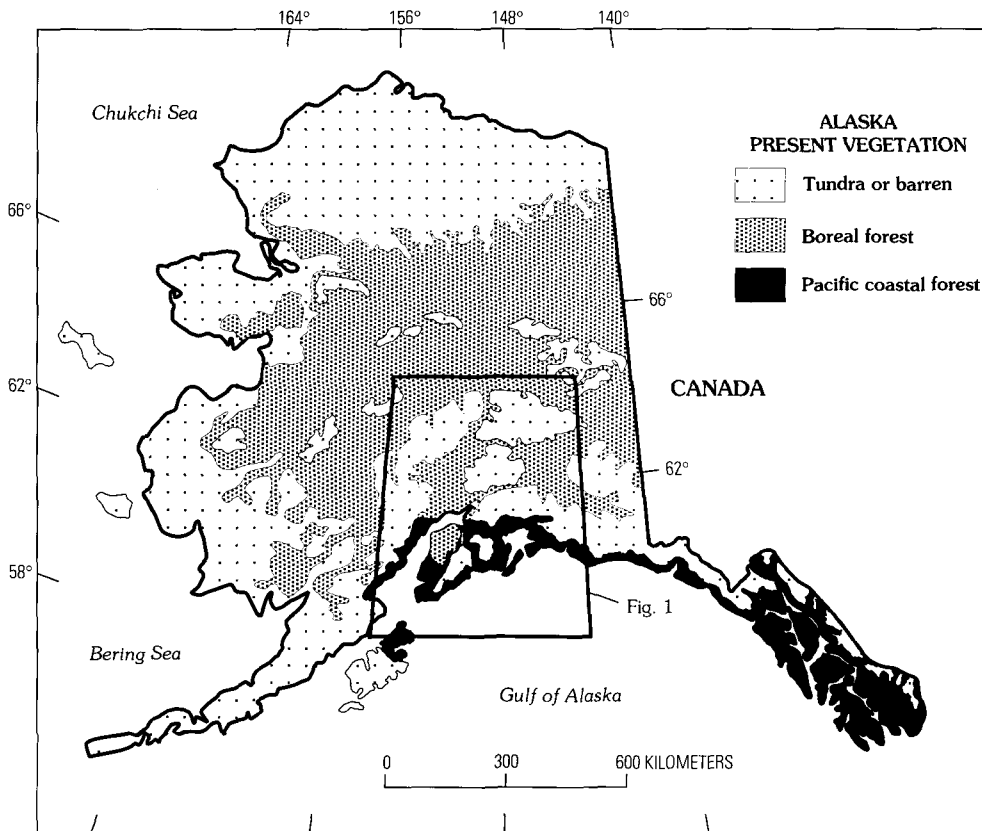 164° 156° 148° 140°
Chukchi Sea
ALASKA
PRESENT VEGETATION
Tundra or barren
Boreal forest
Pacific coastal forest
66°
66°
62°
CANADA
62°
58°
Fig. 1
Bering Sea
Gulf of Alaska
0 300 600 KILOMETERS